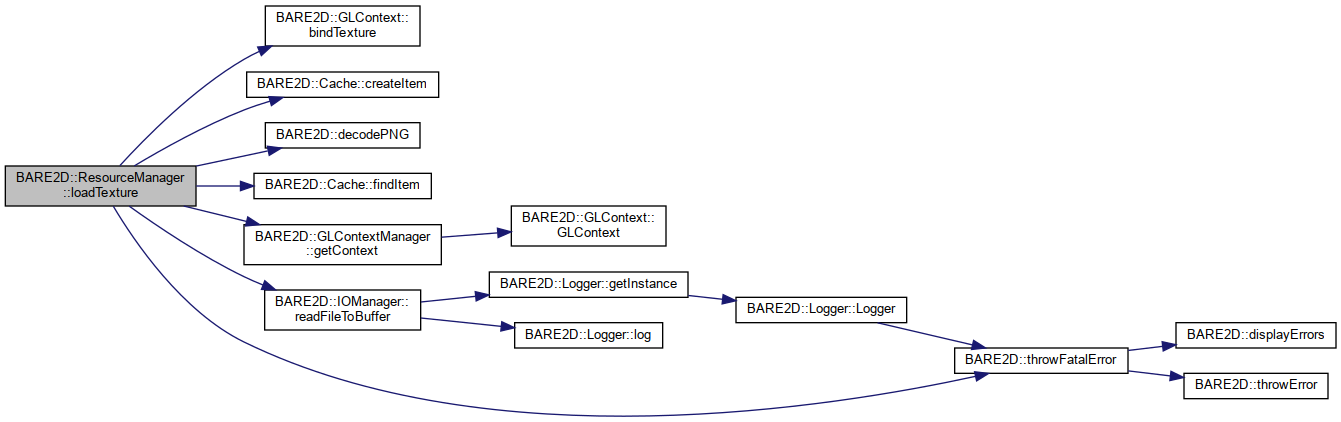 BARE2D::ResourceManager
::loadTexture
BARE2D::GLContext::
bindTexture
BARE2D::Cache::createItem
BARE2D::decodePNG
BARE2D::Cache::findItem
BARE2D::GLContextManager
::getContext
BARE2D::GLContext::
GLContext
BARE2D::IOManager::
readFileToBuffer
BARE2D::Logger::getInstance
BARE2D::Logger::log
BARE2D::Logger::Logger
BARE2D::throwFatalError
BARE2D::displayErrors
BARE2D::throwError